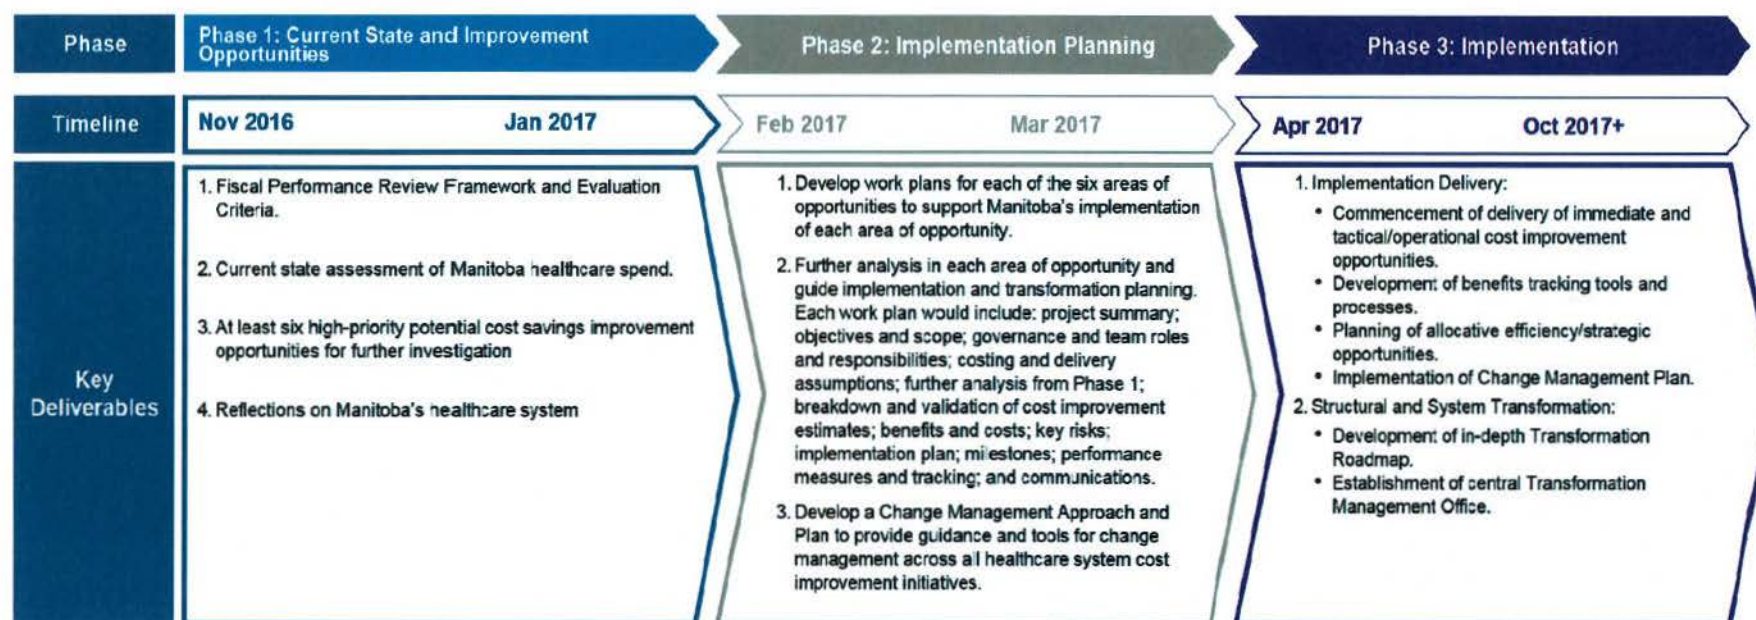 Phase
Phase 1: Current State and Improvement
Opportunities
Phase 2: Implementation Planning
Phase 3: Implementation
Timeline
Nov 2016
Jan 2017
Feb 2017
Mar 2017
Apr 2017
Oct 2017+
Key
Deliverables
1. Fiscal Performance Review Framework and Evaluation
Criteria.
2. Current state assessment of Manitoba healthcare spend.
3. At least six high-priority potential cost savings improvement
opportunities for further investigation
4. Reflections on Manitoba's healthcare system
1. Develop work plans for each of the six areas of
opportunities to support Manitoba's implementation
of each area of opportunity.
2. Further analysis in each area of opportunity and
guide implementation and transformation planning.
Each work plan would include: project summary;
objectives and scope; governance and team roles
and responsibilities; costing and delivery
assumptions; further analysis from Phase 1;
breakdown and validation of cost improvement
estimates; benefits and costs; key risks;
implementation plan; milestones; performance
measures and tracking; and communications.
3. Develop a Change Management Approach and
Plan to provide guidance and tools for change
management across all healthcare system cost
improvement initiatives.
1. Implementation Delivery:
• Commencement of delivery of immediate and
tactical/operational cost improvement
opportunities.
• Development of benefits tracking tools and
processes.
• Planning of allocative efficiency/strategic
opportunities.
• Implementation of Change Management Plan.
2. Structural and System Transformation:
• Development of in-depth Transformation
Roadmap.
• Establishment of central Transformation
Management Office.